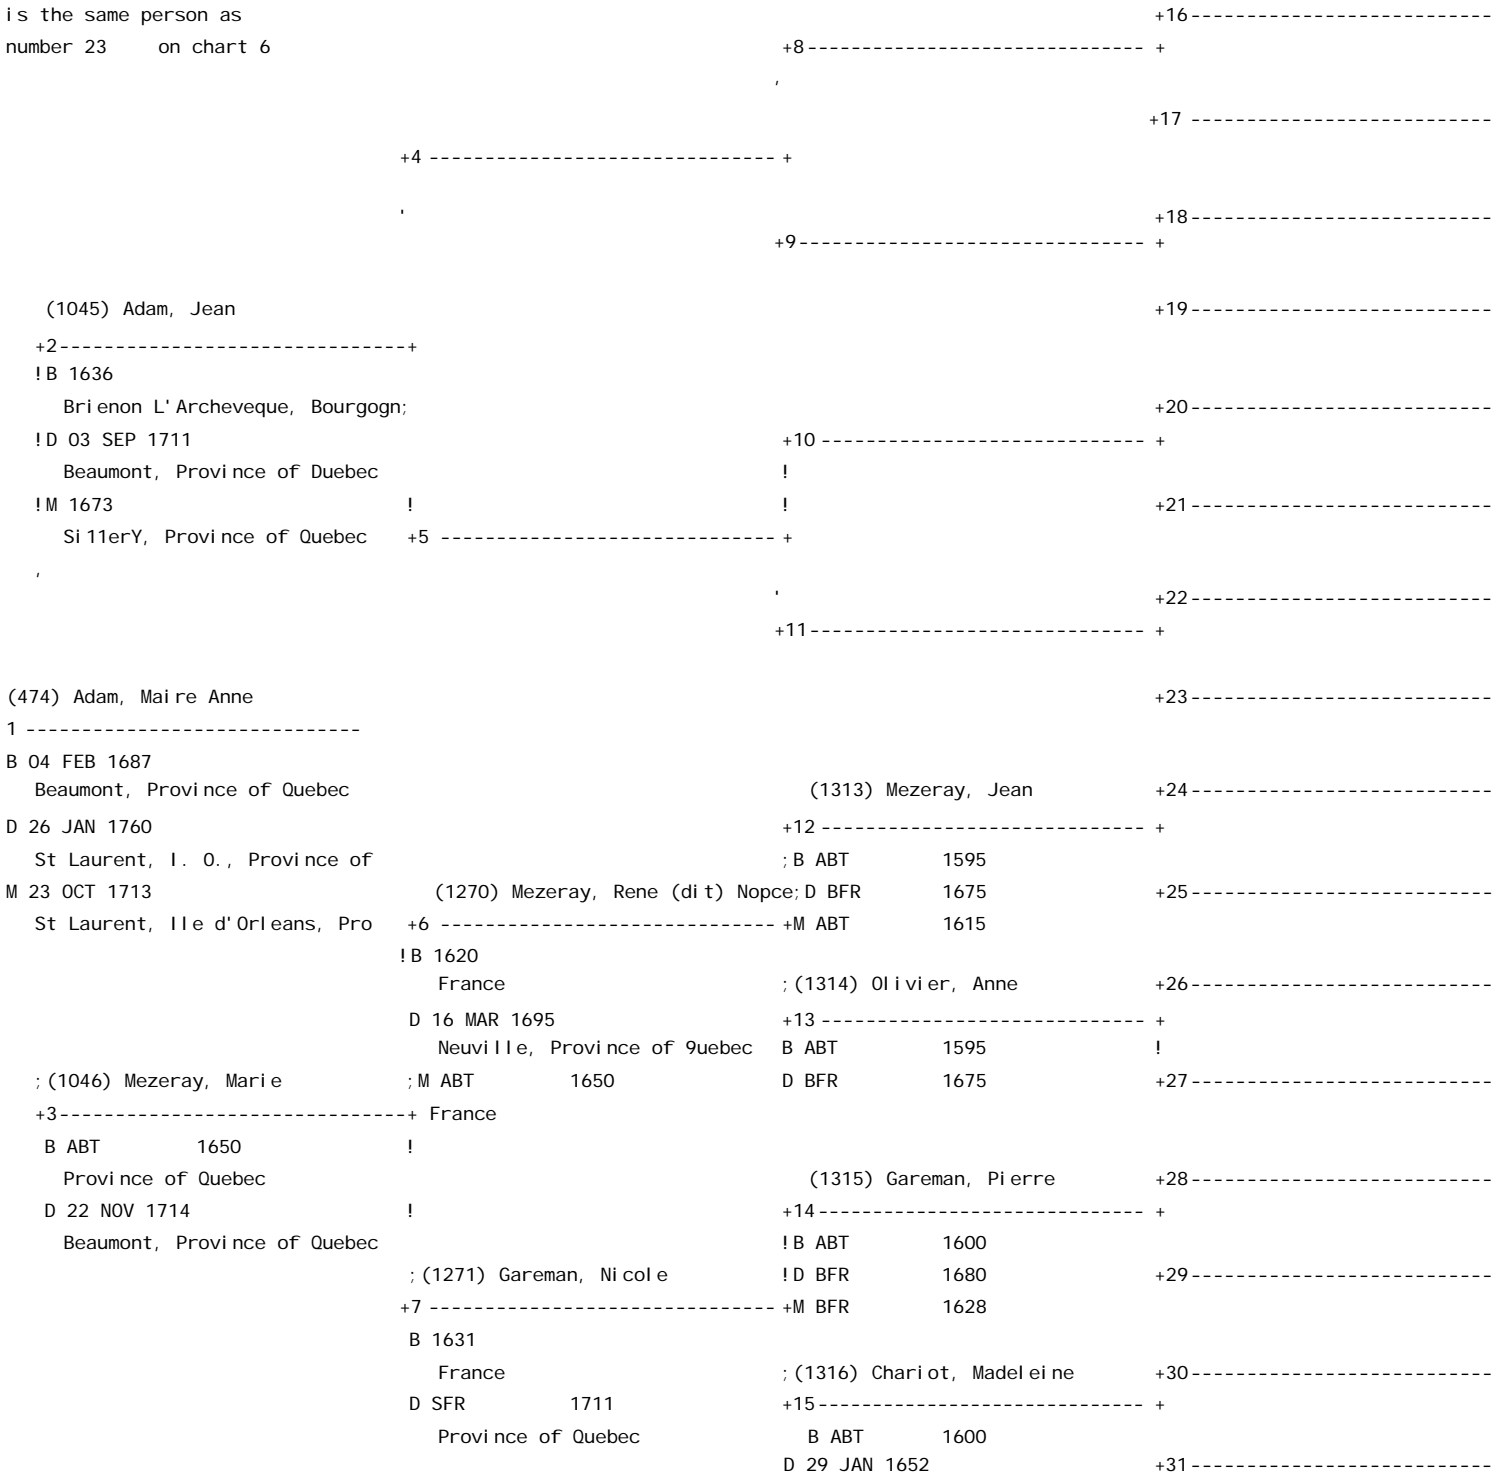 is the same person as +16---------------------------
number 23 on chart 6 +8------------------------------ +
,
+17 ---------------------------
+4 ------------------------------- +
' +18---------------------------
+9------------------------------- +
(1045) Adam, Jean +19---------------------------
+2-------------------------------+
!B 1636
Brienon L'Archeveque, Bourgogn; +20---------------------------
!D 03 SEP 1711 +10 ----------------------------- +
Beaumont, Province of Duebec !
!M 1673 ! ! +21---------------------------
Si11erY, Province of Quebec +5 ------------------------------ +
,
' +22---------------------------
+11------------------------------ +
(474) Adam, Maire Anne +23---------------------------
1 ------------------------------
B 04 FEB 1687
Beaumont, Province of Quebec (1313) Mezeray, Jean +24---------------------------
D 26 JAN 1760 +12 ----------------------------- +
St Laurent, I. O., Province of ;B ABT 1595
M 23 OCT 1713 (1270) Mezeray, Rene (dit) Nopce;D BFR 1675 +25---------------------------
St Laurent, Ile d'Orleans, Pro +6 ------------------------------ +M ABT 1615
!B 1620
France ;(1314) Olivier, Anne +26---------------------------
D 16 MAR 1695 +13 ----------------------------- +
Neuville, Province of 9uebec B ABT 1595 !
;(1046) Mezeray, Marie ;M ABT 1650 D BFR 1675 +27---------------------------
+3-------------------------------+ France
B ABT 1650 !
Province of Quebec (1315) Gareman, Pierre +28---------------------------
D 22 NOV 1714 ! +14----------------------------- +
Beaumont, Province of Quebec !B ABT 1600
;(1271) Gareman, Nicole !D BFR 1680 +29---------------------------
+7 ------------------------------- +M BFR 1628
B 1631
France ;(1316) Chariot, Madeleine +30---------------------------
D SFR 1711 +15----------------------------- +
Province of Quebec B ABT 1600
D 29 JAN 1652 +31---------------------------